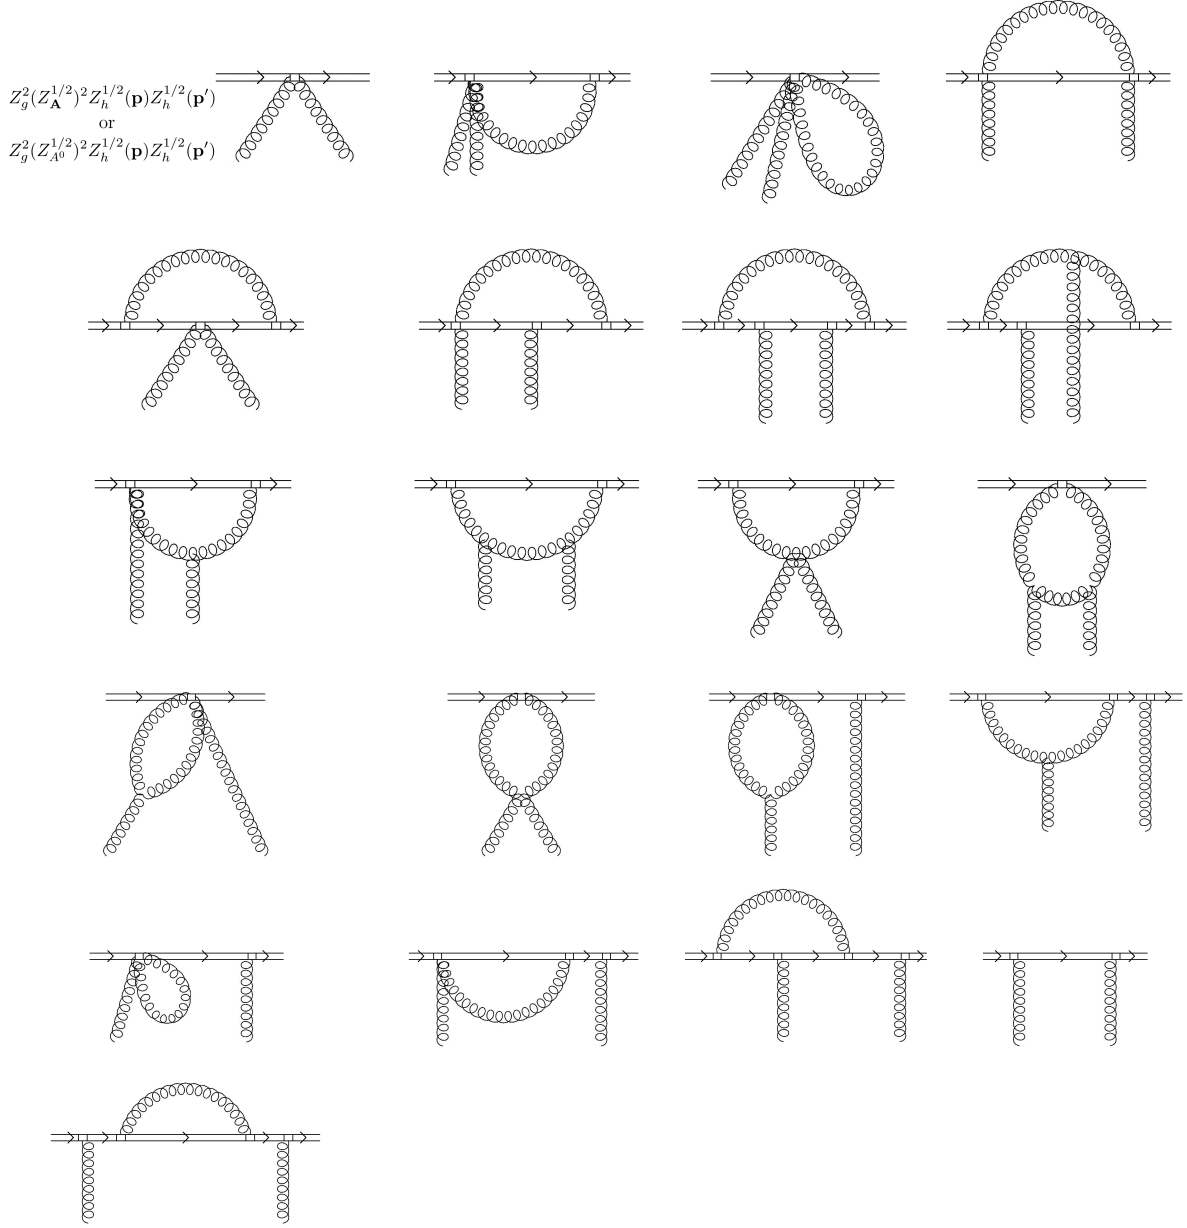 $Z_g^2(Z_{\mathbf{A}}^{1/2})^2 Z_h^{1/2}(\mathbf{p}) Z_h^{1/2}(\mathbf{p}')$
or
$Z_g^2(Z_{A^0}^{1/2})^2 Z_h^{1/2}(\mathbf{p}) Z_h^{1/2}(\mathbf{p}')$